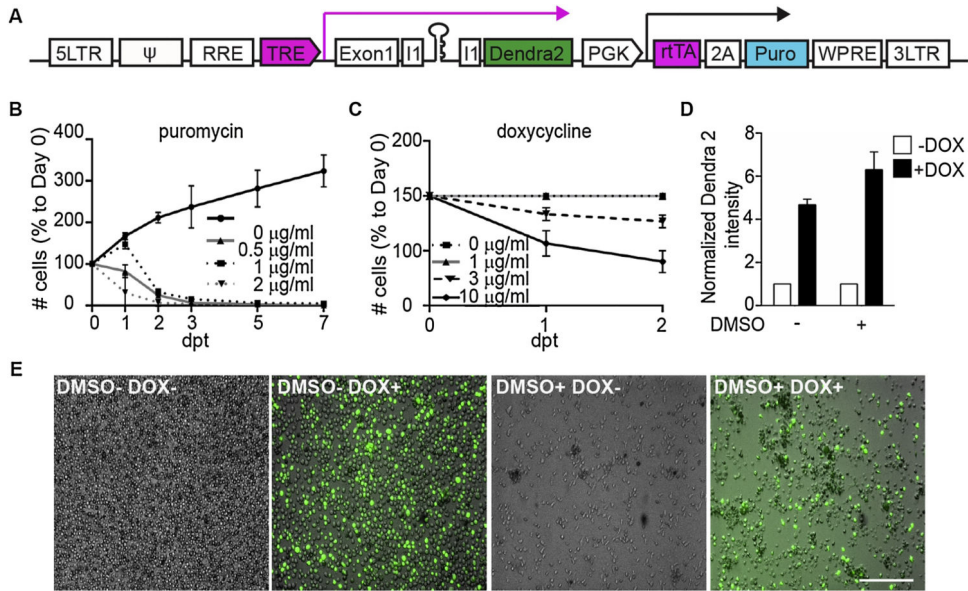 A
5LTR ψ RRE TRE Exon1 I1 I1 Dendra2 PGK rtTA 2A Puro WPRE 3LTR
B
puromycin
# cells (% to Day 0)
400
300
200
100
0
0 1 2 3 5 7
dpt
0 µg/ml
0.5 µg/ml
1 µg/ml
2 µg/ml
C
doxycycline
# cells (% to Day 0)
200
150
100
0
0 1 2
dpt
0 µg/ml
1 µg/ml
3 µg/ml
10 µg/ml
D
Normalized Dendra 2
intensity
8
6
4
2
0
DMSO - +
-DOX
+DOX
E
DMSO- DOX- DMSO- DOX+ DMSO+ DOX- DMSO+ DOX+